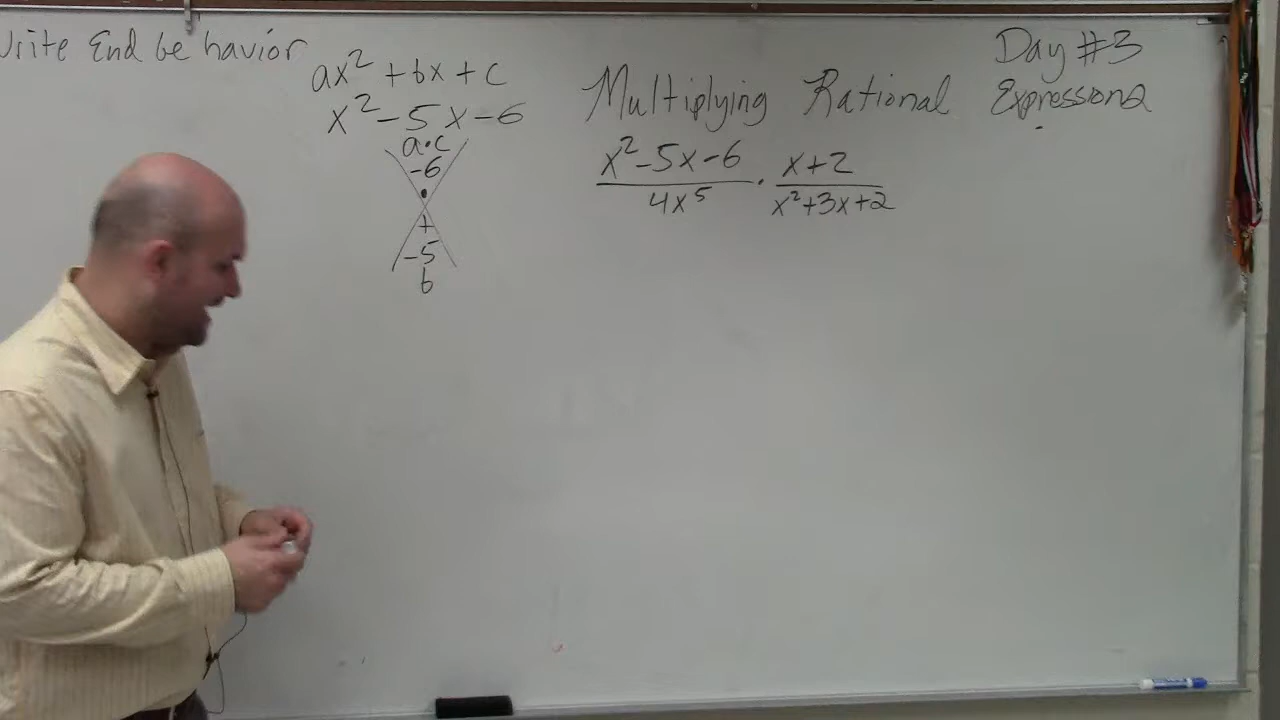 Write End behavior
ax² + bx + c
x² - 5x - 6
a·c
-6
•
+
-5
b
Day #3
Multiplying Rational Expressions
x² - 5x - 6 / 4x⁵ · x + 2 / x² + 3x + 2